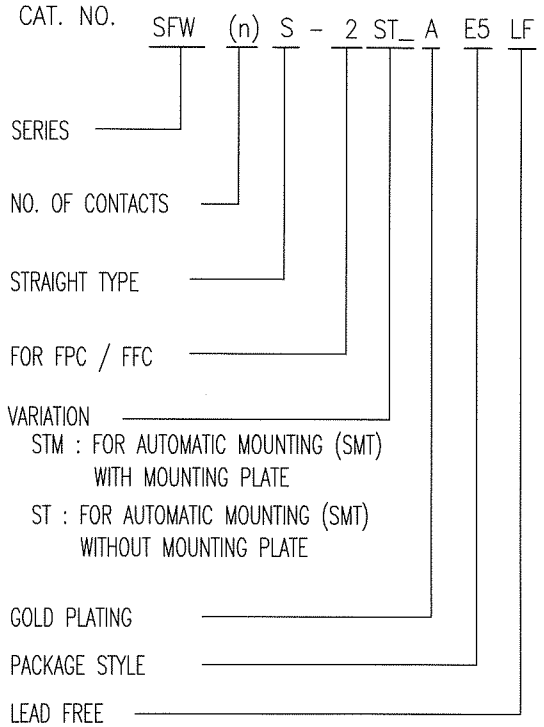 CAT. NO. SFW (n) S - 2 ST_ A E5 LF
SERIES
NO. OF CONTACTS
STRAIGHT TYPE
FOR FPC / FFC
VARIATION
STM : FOR AUTOMATIC MOUNTING (SMT)
WITH MOUNTING PLATE
ST : FOR AUTOMATIC MOUNTING (SMT)
WITHOUT MOUNTING PLATE
GOLD PLATING
PACKAGE STYLE
LEAD FREE